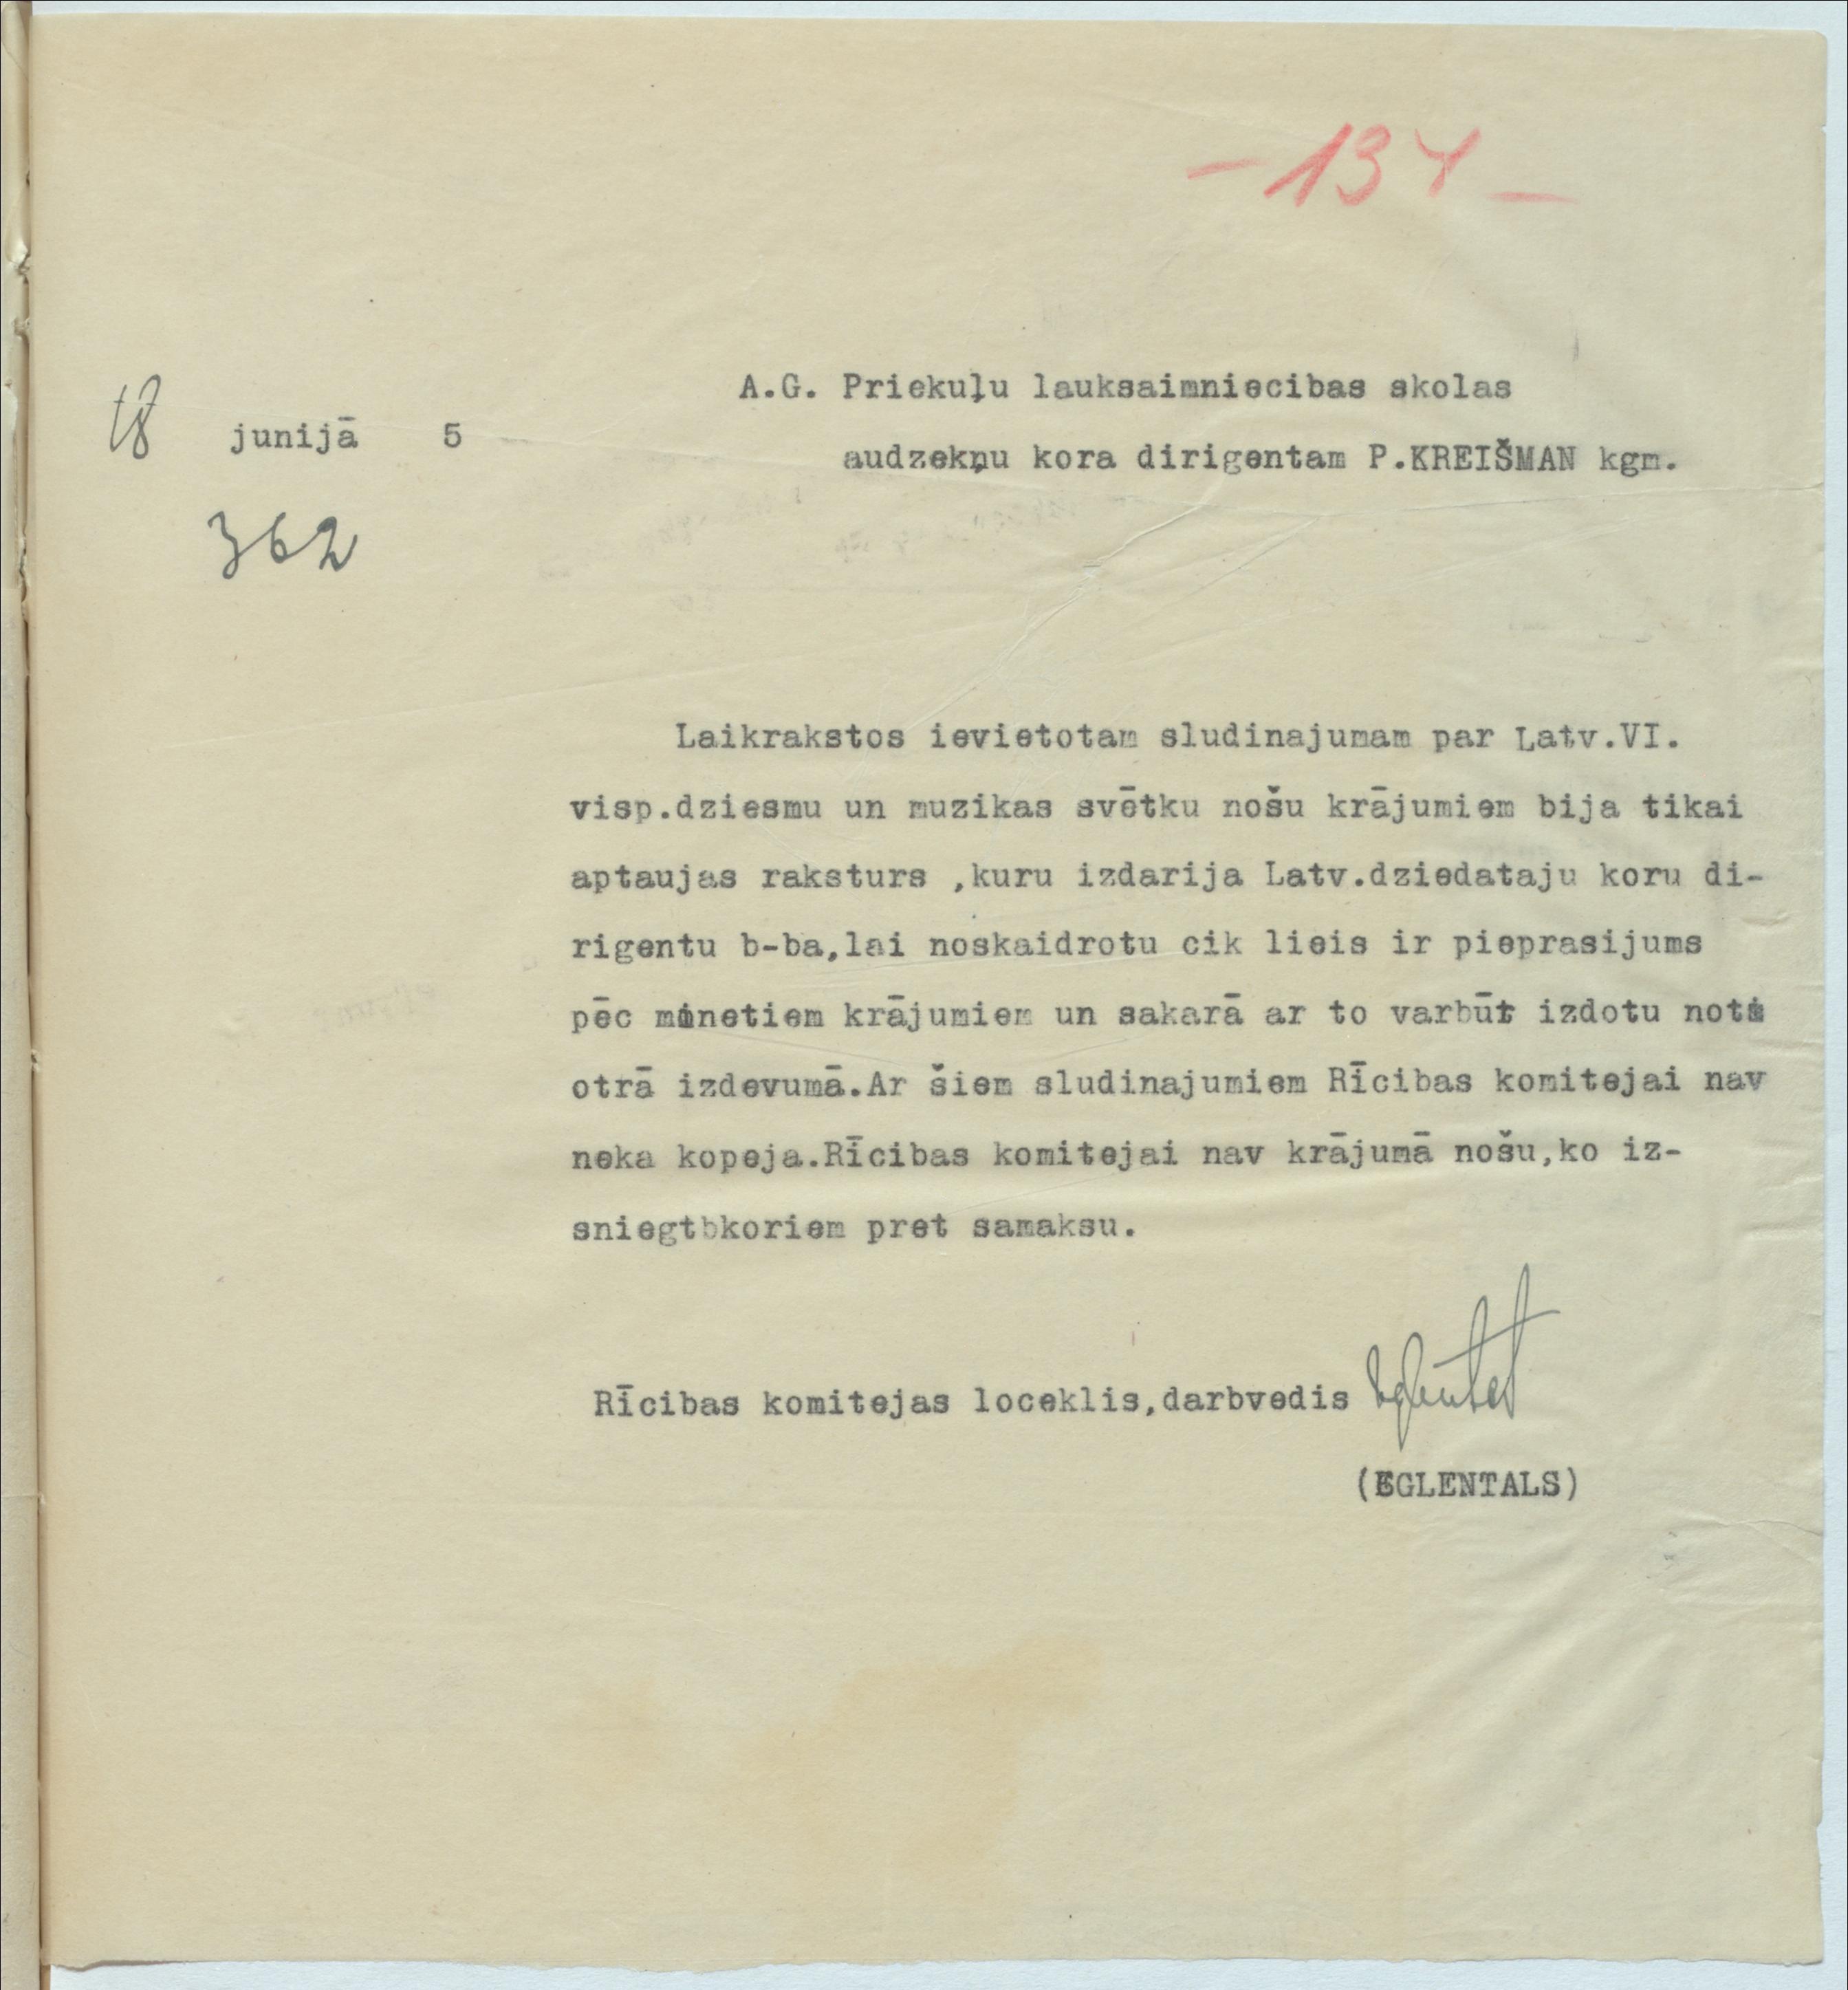 - 134 -
A.G. Priekuļu lauksaimniecibas skolas
18 junijā 5
audzekņu kora dirigentam P.KREIŠMAN kgm.
362
Laikrakstos ievietotam sludinajumam par Latv.VI.
visp.dziesmu un muzikas svētku nošu krājumiem bija tikai
aptaujas raksturs ,kuru izdarija Latv.dziedataju koru di-
rigentu b-ba,lai noskaidrotu cik lieis ir pieprasijums
pēc minetiem krājumiem un sakarā ar to varbūt izdotu
otrā izdevumā.Ar šiem sludinajumiem Rīcibas komitejai nav
neka kopeja.Rīcibas komitejai nav krājumā nošu,ko iz-
sniegtbkoriem pret samaksu.
Rīcibas komitejas loceklis,darbvedis
(EGLENTALS)